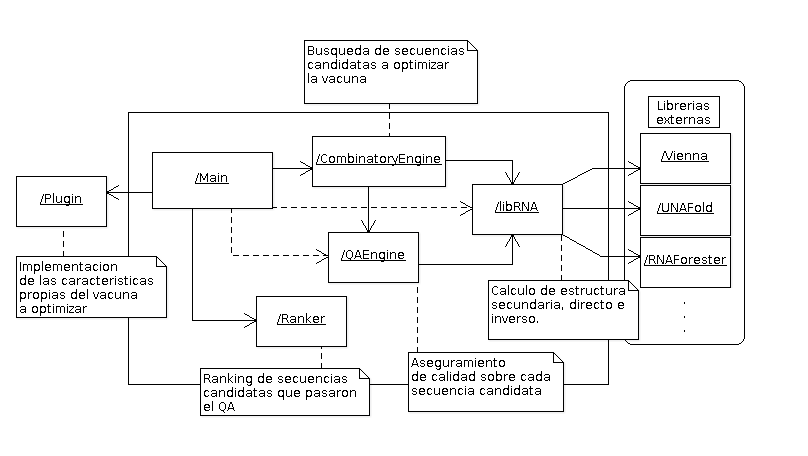 Busqueda de secuencias
candidatas a optimizar
la vacuna
Librerias
externas
/Main
/CombinatoryEngine
/Vienna
/Plugin
/libRNA
/UNAFold
/QAEngine
/RNAForester
Implementacion
de las caracteristicas
propias del vacuna
a optimizar
Calculo de estructura
secundaria, directo e
inverso.
/Ranker
Ranking de secuencias
candidatas que pasaron
el QA
Aseguramiento
de calidad sobre cada
secuencia candidata